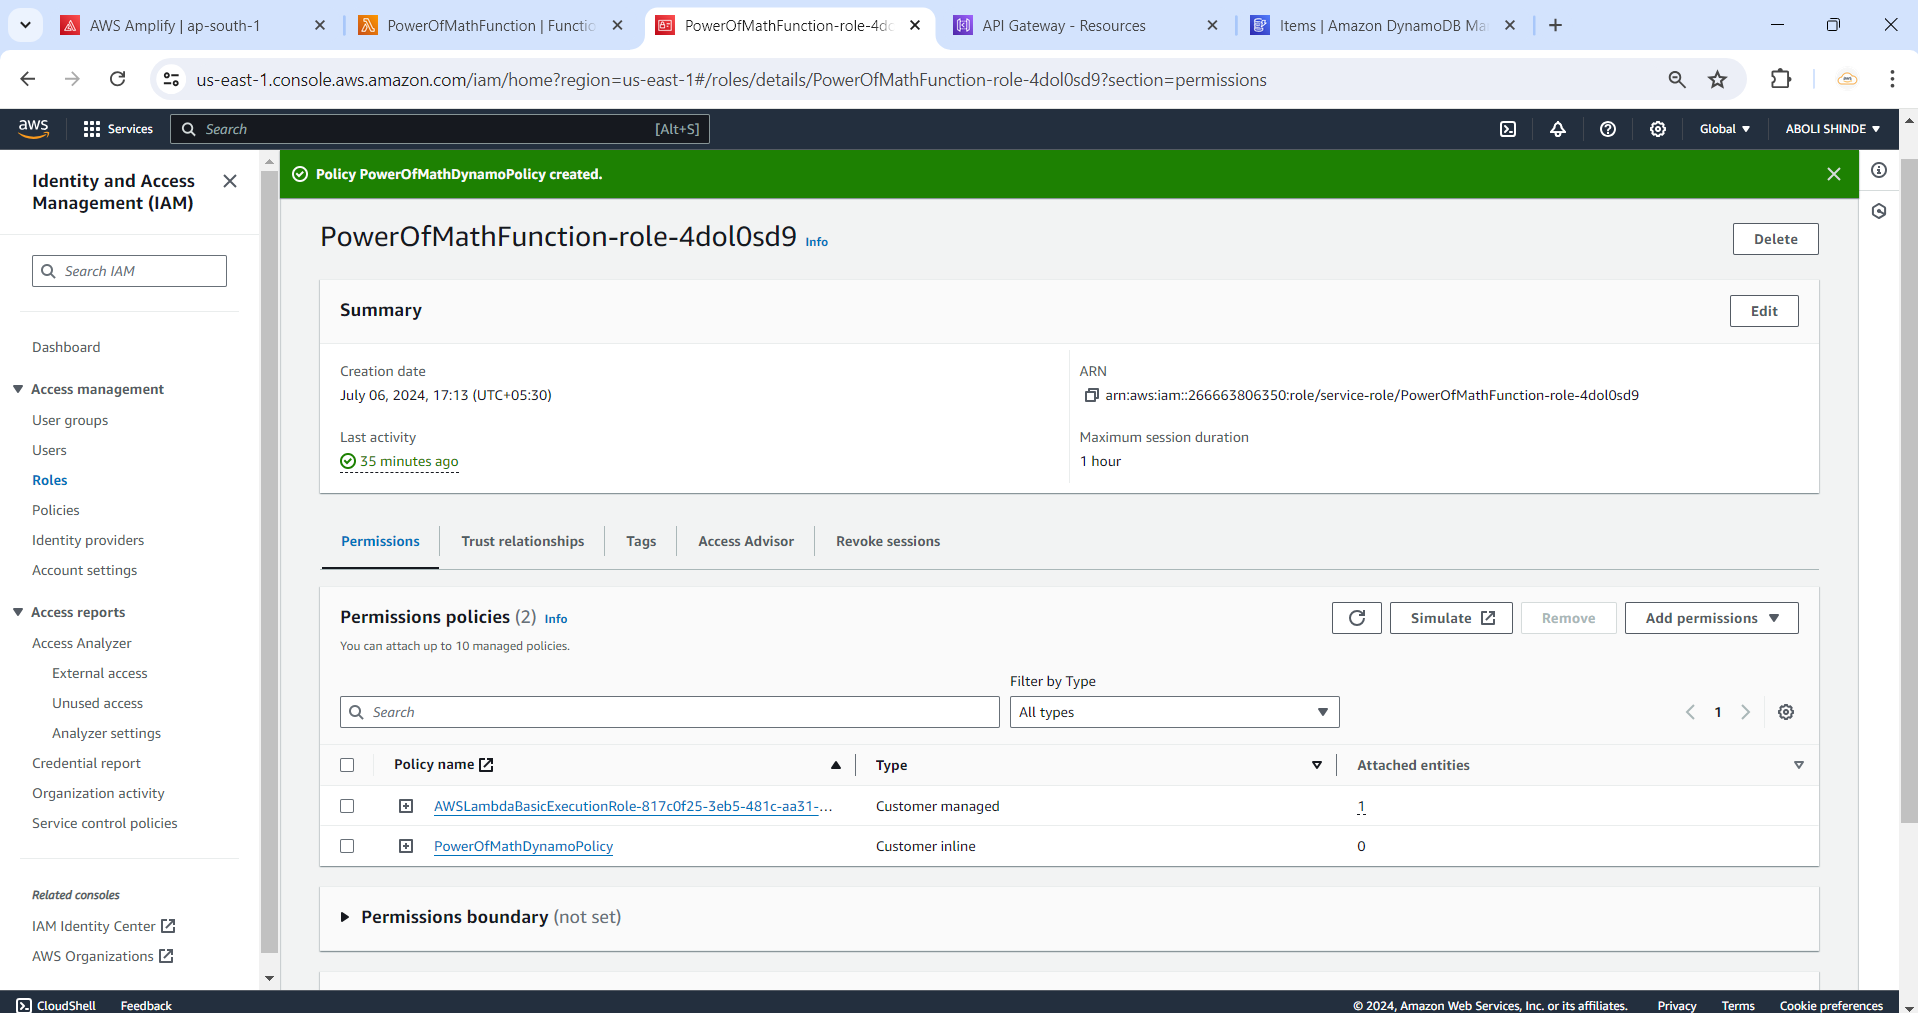 AWS Amplify | ap-south-1
PowerOfMathFunction | Functio
PowerOfMathFunction-role-4do
API Gateway - Resources
Items | Amazon DynamoDB Ma
us-east-1.console.aws.amazon.com/iam/home?region=us-east-1#/roles/details/PowerOfMathFunction-role-4dol0sd9?section=permissions
aws
Services
Search
[Alt+S]
Global
ABOLI SHINDE
Identity and Access
Management (IAM)
Search IAM
Dashboard
Access management
User groups
Users
Roles
Policies
Identity providers
Account settings
Access reports
Access Analyzer
External access
Unused access
Analyzer settings
Credential report
Organization activity
Service control policies
Related consoles
IAM Identity Center
AWS Organizations
Policy PowerOfMathDynamoPolicy created.
PowerOfMathFunction-role-4dol0sd9 Info
Delete
Summary
Edit
Creation date
July 06, 2024, 17:13 (UTC+05:30)
ARN
arn:aws:iam::266663806350:role/service-role/PowerOfMathFunction-role-4dol0sd9
Last activity
35 minutes ago
Maximum session duration
1 hour
Permissions
Trust relationships
Tags
Access Advisor
Revoke sessions
Permissions policies (2) Info
You can attach up to 10 managed policies.
Simulate
Remove
Add permissions
Filter by Type
Search
All types
1
Policy name
Type
Attached entities
AWSLambdaBasicExecutionRole-817c0f25-3eb5-481c-aa31-...
Customer managed
1
PowerOfMathDynamoPolicy
Customer inline
0
Permissions boundary (not set)
CloudShell
Feedback
© 2024, Amazon Web Services, Inc. or its affiliates.
Privacy
Terms
Cookie preferences